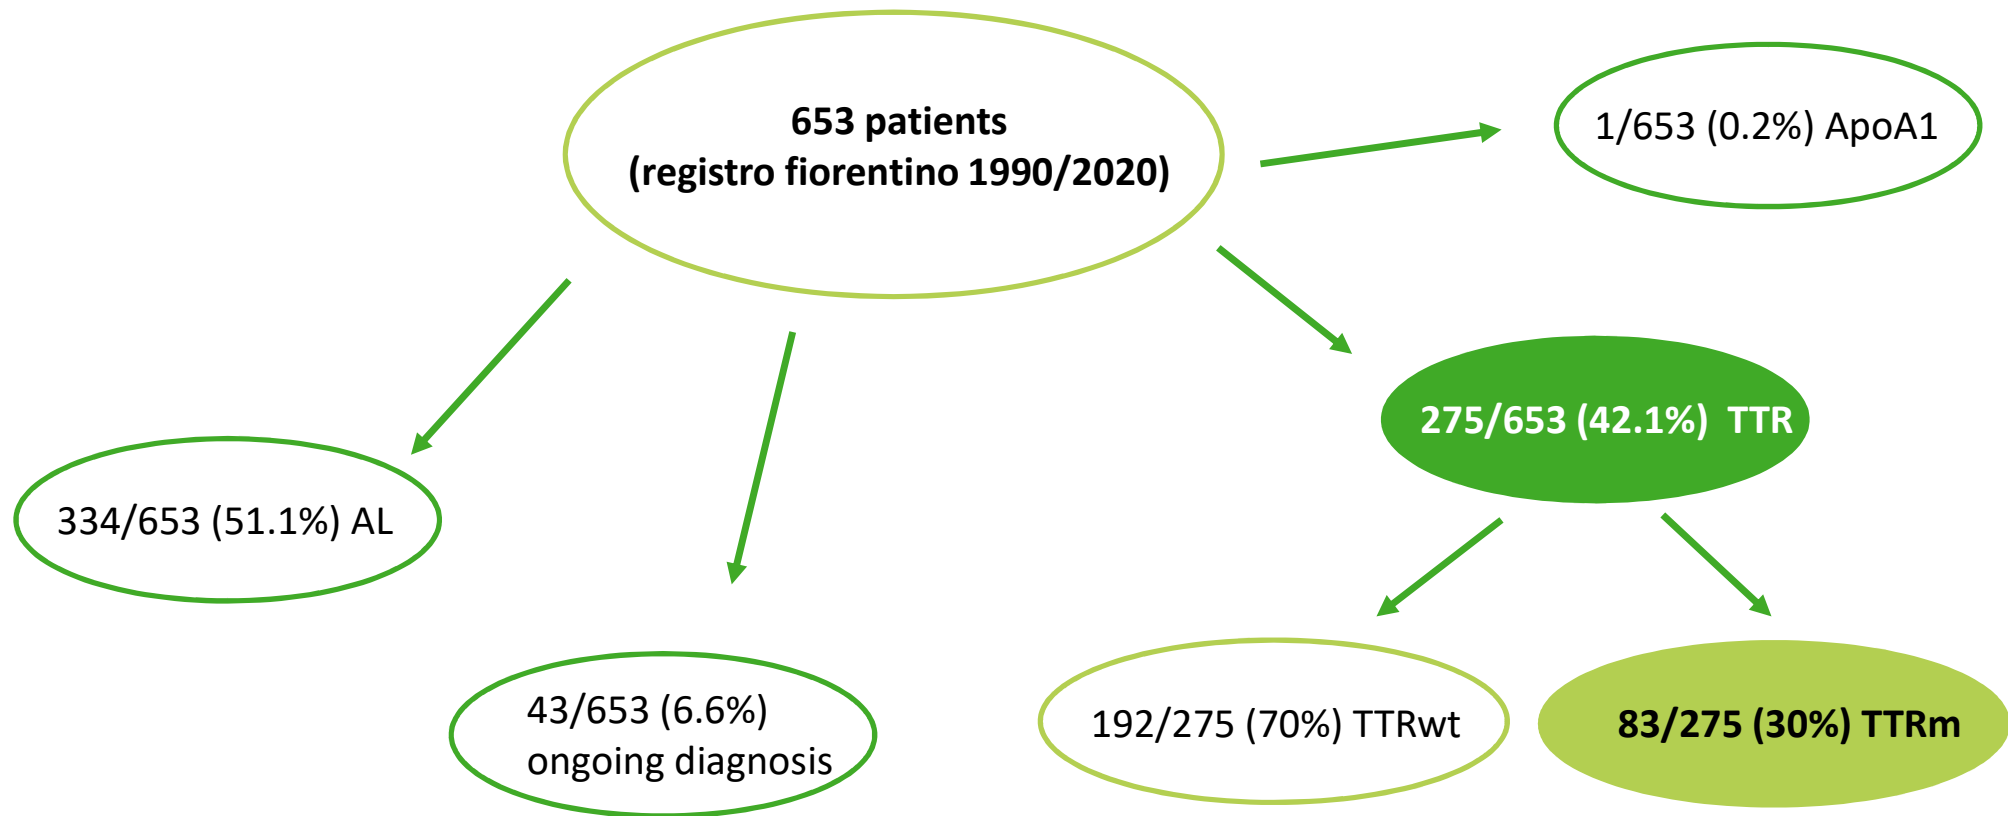 653 patients
(registro fiorentino 1990/2020)
1/653 (0.2%) ApoA1
275/653 (42.1%) TTR
334/653 (51.1%) AL
43/653 (6.6%)
ongoing diagnosis
192/275 (70%) TTRwt
83/275 (30%) TTRm